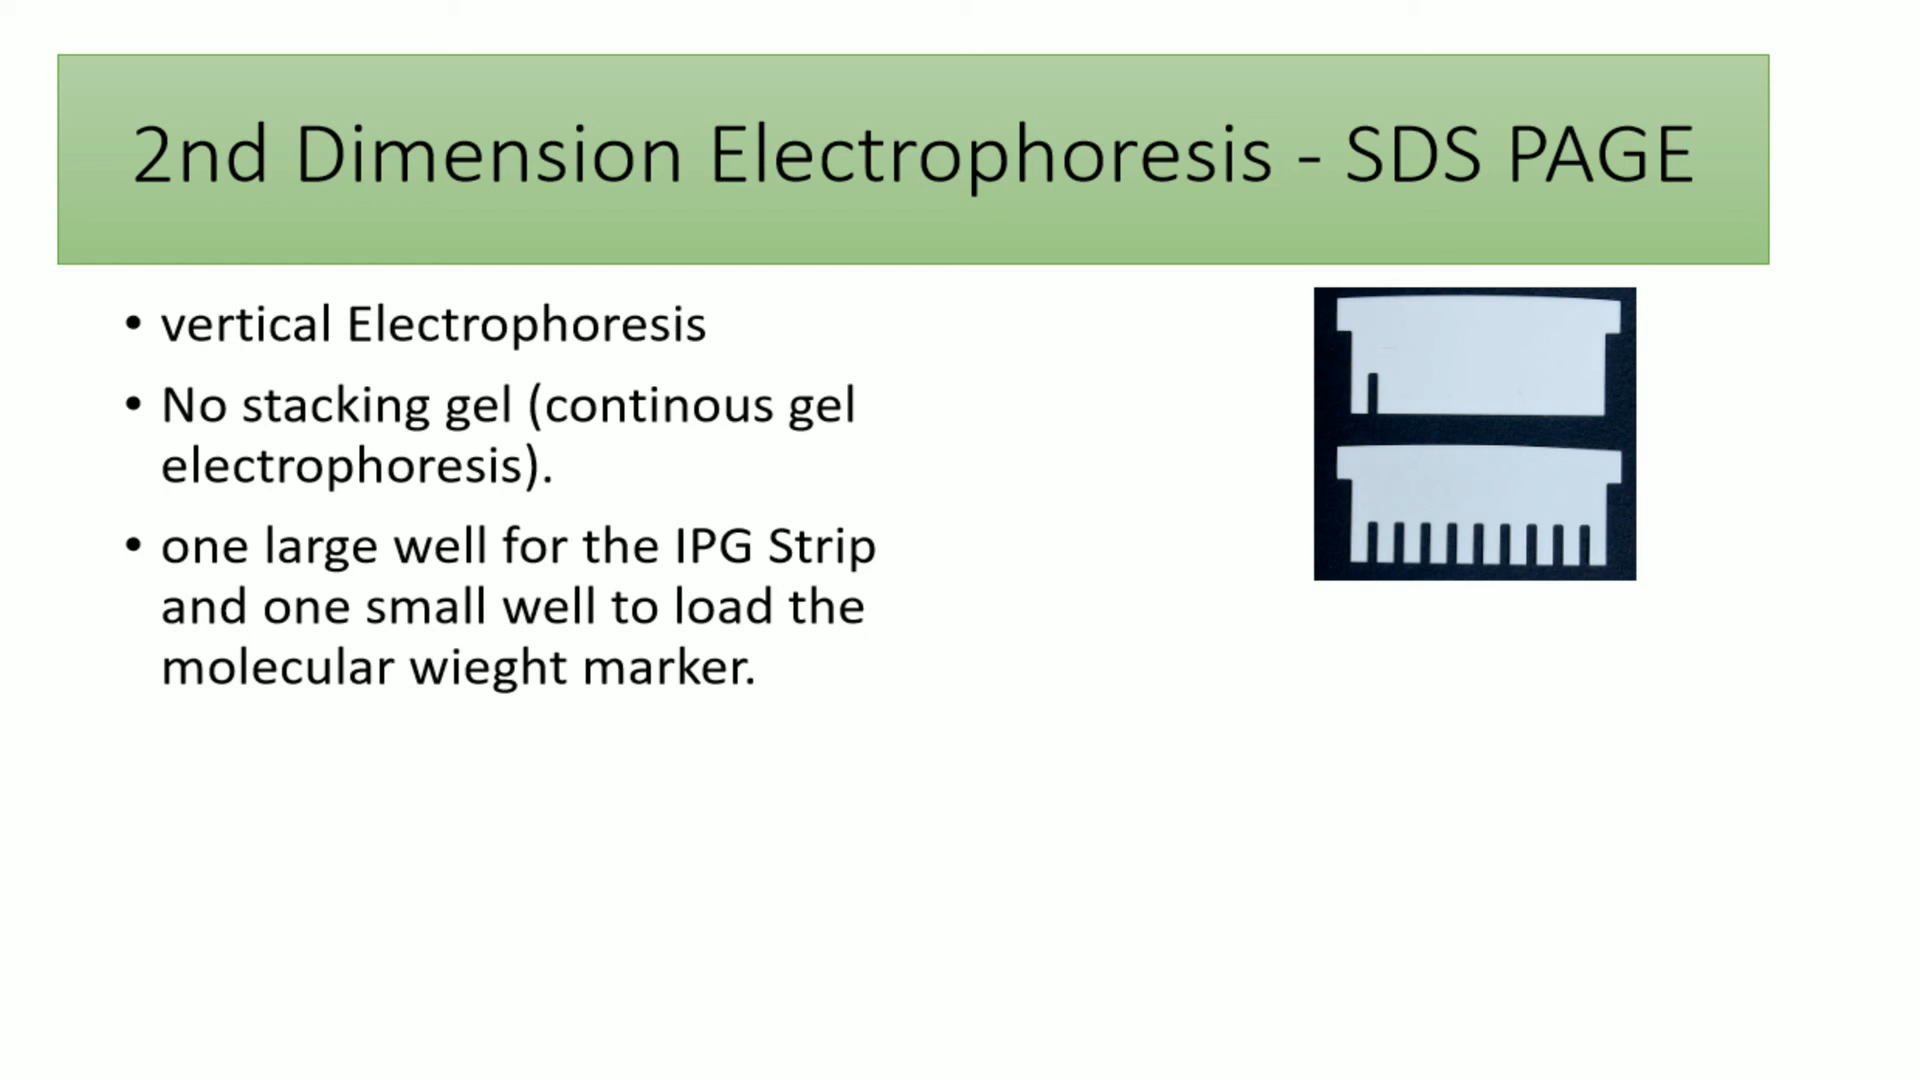 2nd Dimension Electrophoresis - SDS PAGE
• vertical Electrophoresis
• No stacking gel (continous gel
electrophoresis).
• one large well for the IPG Strip
and one small well to load the
molecular wieght marker.